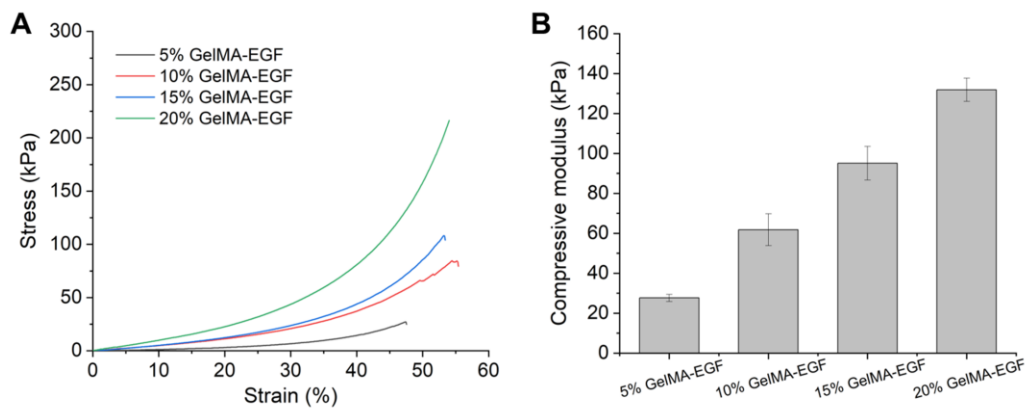 A
300
250
200
150
100
50
0
Stress (kPa)
5% GelMA-EGF
10% GelMA-EGF
15% GelMA-EGF
20% GelMA-EGF
0 10 20 30 40 50 60
Strain (%)
B
160
140
120
100
80
60
40
20
0
Compressive modulus (kPa)
5% GelMA-EGF
10% GelMA-EGF
15% GelMA-EGF
20% GelMA-EGF